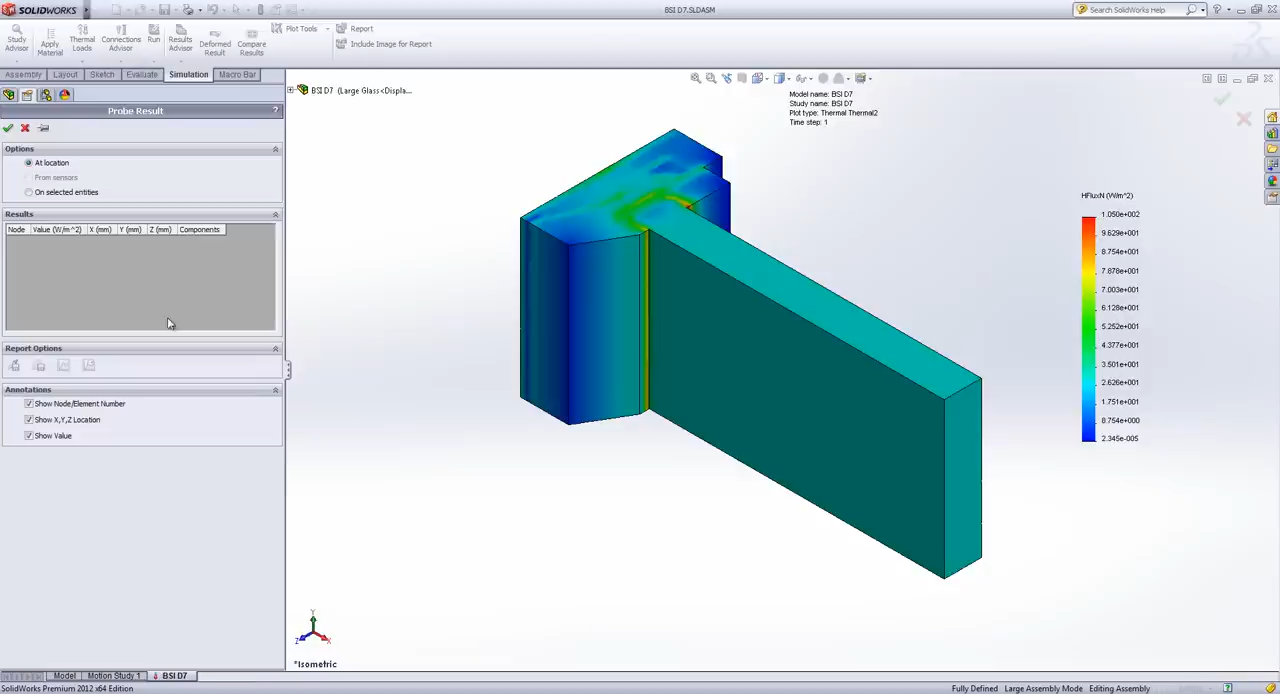 SOLIDWORKS
BSI D7.SLDASM
Search SolidWorks Help
Study Advisor
Apply Material
Thermal Loads
Connections Advisor
Run
Results Advisor
Deformed Result
Compare Results
Plot Tools
Report
Include Image for Report
Assembly
Layout
Sketch
Evaluate
Simulation
Macro Bar
Probe Result
?
Options
At location
From sensors
On selected entities
Results
Node Value (W/m^2) X (mm) Y (mm) Z (mm) Components
Report Options
Annotations
Show Node/Element Number
Show X,Y,Z Location
Show Value
BSI D7 (Large Glass<Displa...
Model name: BSI D7
Study name: BSI D7
Plot type: Thermal Thermal2
Time step: 1
HFluxN (W/m^2)
1.050e+002
9.629e+001
8.754e+001
7.878e+001
7.003e+001
6.128e+001
5.252e+001
4.377e+001
3.501e+001
2.626e+001
1.751e+001
8.754e+000
2.345e-005
Y
Z
X
*Isometric
Model
Motion Study 1
BSI D7
SolidWorks Premium 2012 x64 Edition
Fully Defined
Large Assembly Mode
Editing Assembly